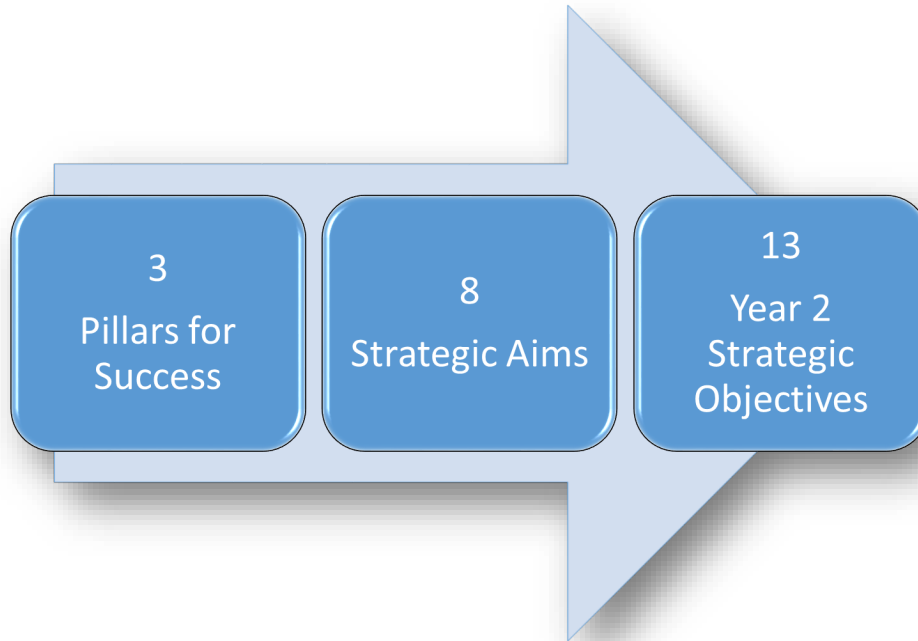 3
Pillars for
Success
8
Strategic Aims
13
Year 2
Strategic
Objectives